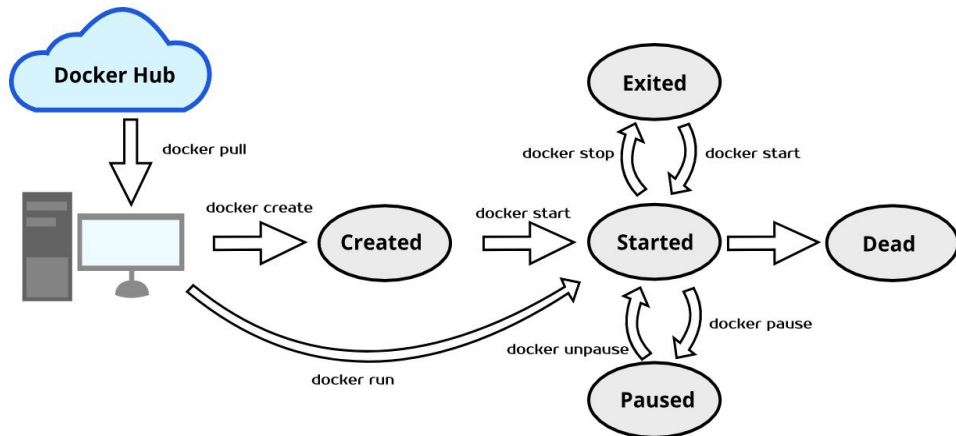 Docker Hub
docker pull
docker create
Created
docker start
docker run
Exited
docker stop
docker start
Started
Dead
docker unpause
docker pause
Paused